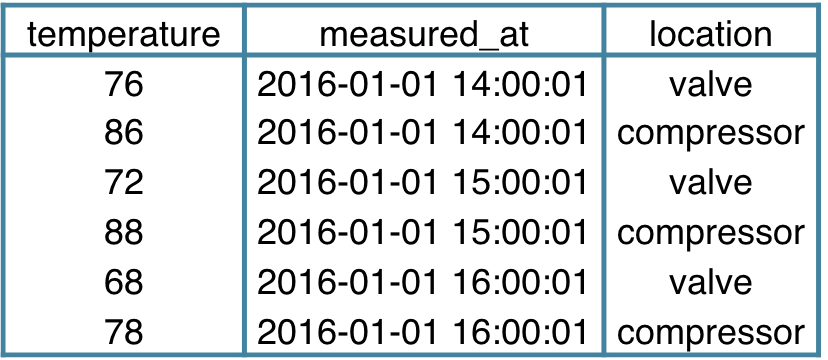 temperature measured_at location
76 2016-01-01 14:00:01 valve
86 2016-01-01 14:00:01 compressor
72 2016-01-01 15:00:01 valve
88 2016-01-01 15:00:01 compressor
68 2016-01-01 16:00:01 valve
78 2016-01-01 16:00:01 compressor